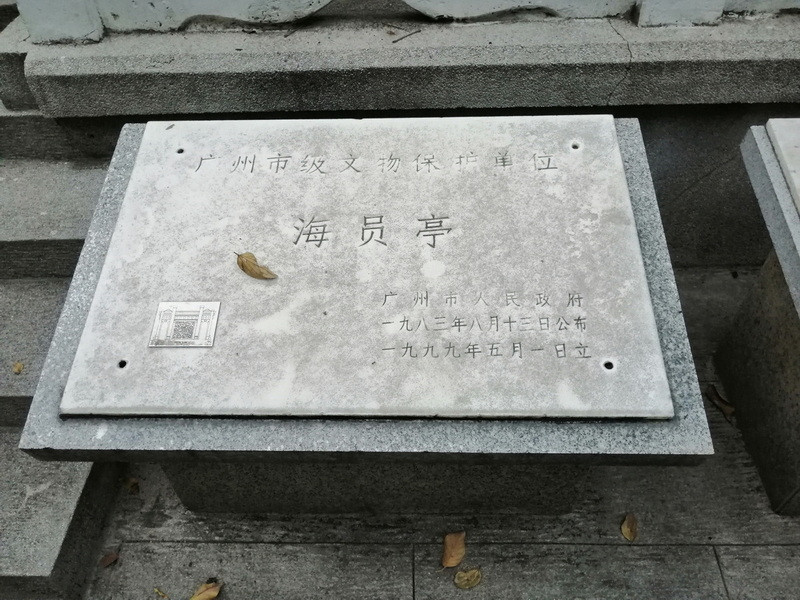 广州市级文物保护单位
海员亭
广州市人民政府
一九八三年八月十三日公布
一九九九年五月一日立